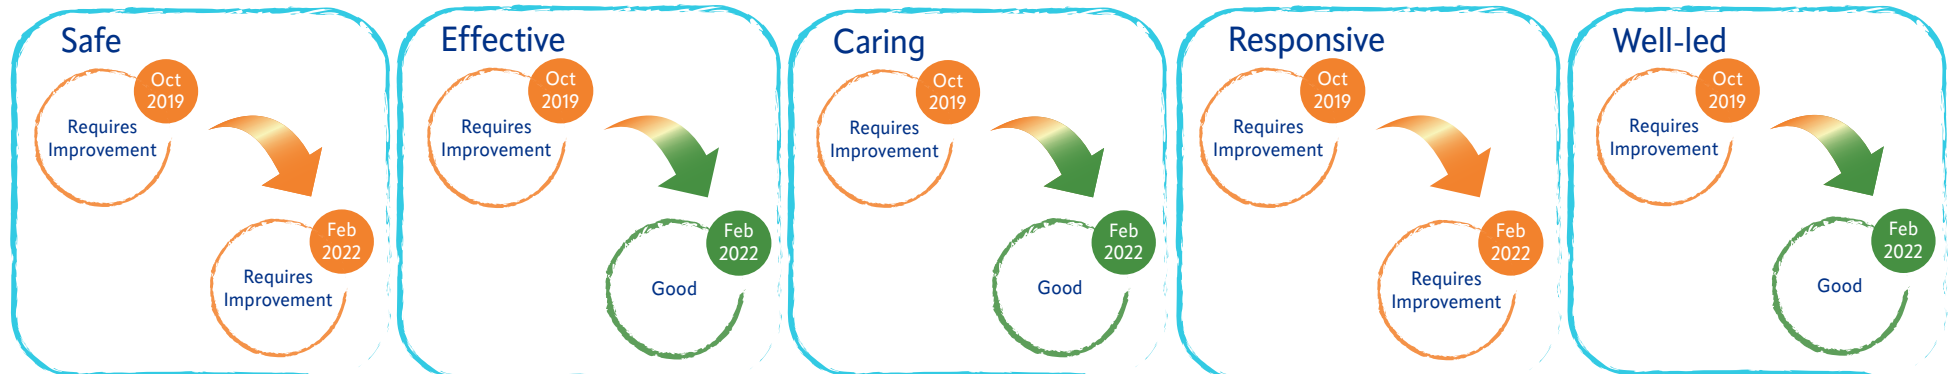 Safe
Oct
2019
Requires
Improvement
Feb
2022
Requires
Improvement
Effective
Oct
2019
Requires
Improvement
Feb
2022
Good
Caring
Oct
2019
Requires
Improvement
Feb
2022
Good
Responsive
Oct
2019
Requires
Improvement
Feb
2022
Requires
Improvement
Well-led
Oct
2019
Requires
Improvement
Feb
2022
Good